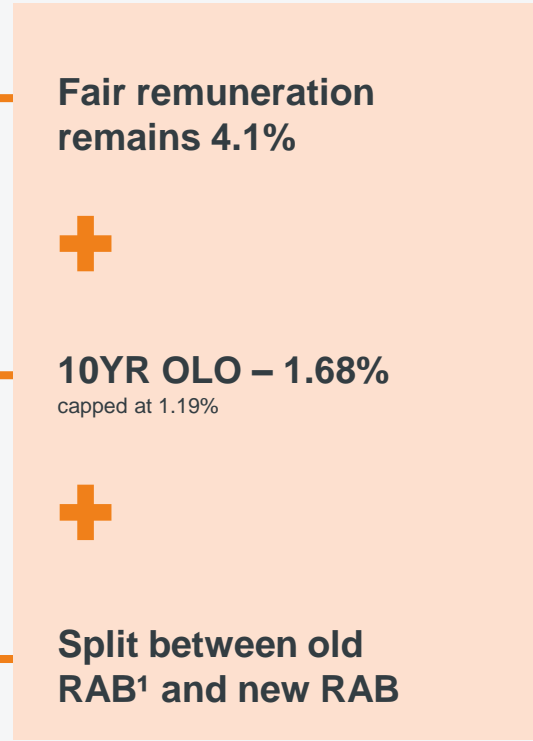 Fair remuneration
remains 4.1%
10YR OLO – 1.68%
capped at 1.19%
Split between old
RAB¹ and new RAB